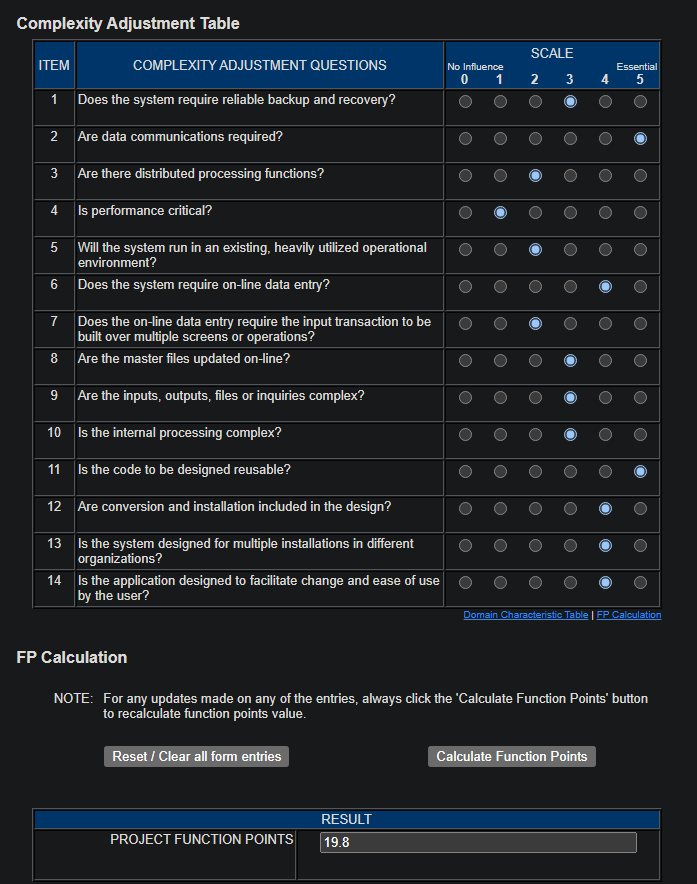 Complexity Adjustment Table
ITEM COMPLEXITY ADJUSTMENT QUESTIONS SCALE
No Influence Essential
0 1 2 3 4 5
1 Does the system require reliable backup and recovery?
2 Are data communications required?
3 Are there distributed processing functions?
4 Is performance critical?
5 Will the system run in an existing, heavily utilized operational
environment?
6 Does the system require on-line data entry?
7 Does the on-line data entry require the input transaction to be
built over multiple screens or operations?
8 Are the master files updated on-line?
9 Are the inputs, outputs, files or inquiries complex?
10 Is the internal processing complex?
11 Is the code to be designed reusable?
12 Are conversion and installation included in the design?
13 Is the system designed for multiple installations in different
organizations?
14 Is the application designed to facilitate change and ease of use
by the user?
Domain Characteristic Table | FP Calculation
FP Calculation
NOTE: For any updates made on any of the entries, always click the 'Calculate Function Points' button
to recalculate function points value.
Reset / Clear all form entries Calculate Function Points
RESULT
PROJECT FUNCTION POINTS 19.8